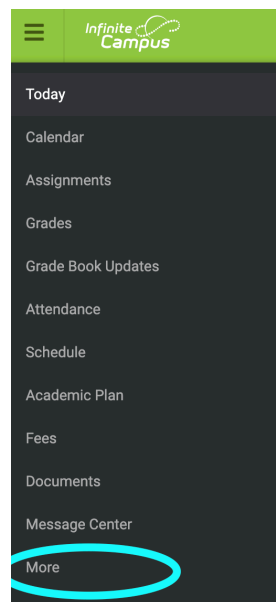 Infinite
Campus
Today
Calendar
Assignments
Grades
Grade Book Updates
Attendance
Schedule
Academic Plan
Fees
Documents
Message Center
More